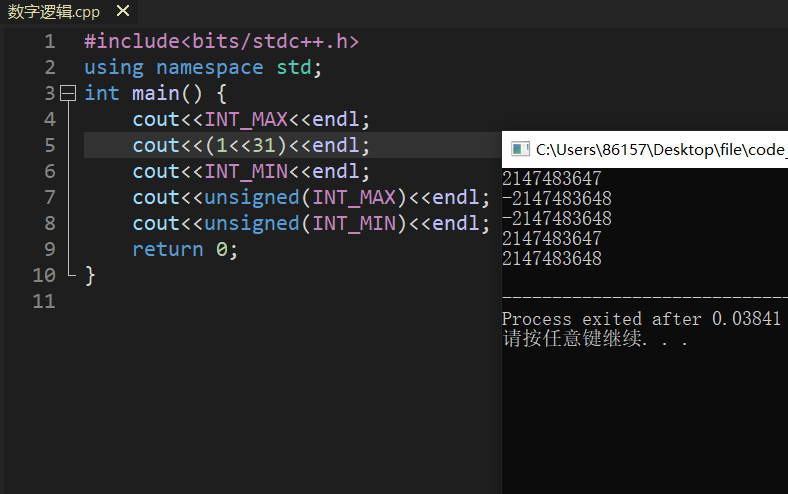 数字逻辑.cpp ✕
1 #include<bits/stdc++.h>
2 using namespace std;
3 int main() {
4 cout<<INT_MAX<<endl;
5 cout<<(1<<31)<<endl;
6 cout<<INT_MIN<<endl;
7 cout<<unsigned(INT_MAX)<<endl;
8 cout<<unsigned(INT_MIN)<<endl;
9 return 0;
10 }
11
C:\Users\86157\Desktop\file\code_
2147483647
-2147483648
-2147483648
2147483647
2147483648
--------------------------------
Process exited after 0.03841
请按任意键继续. . .